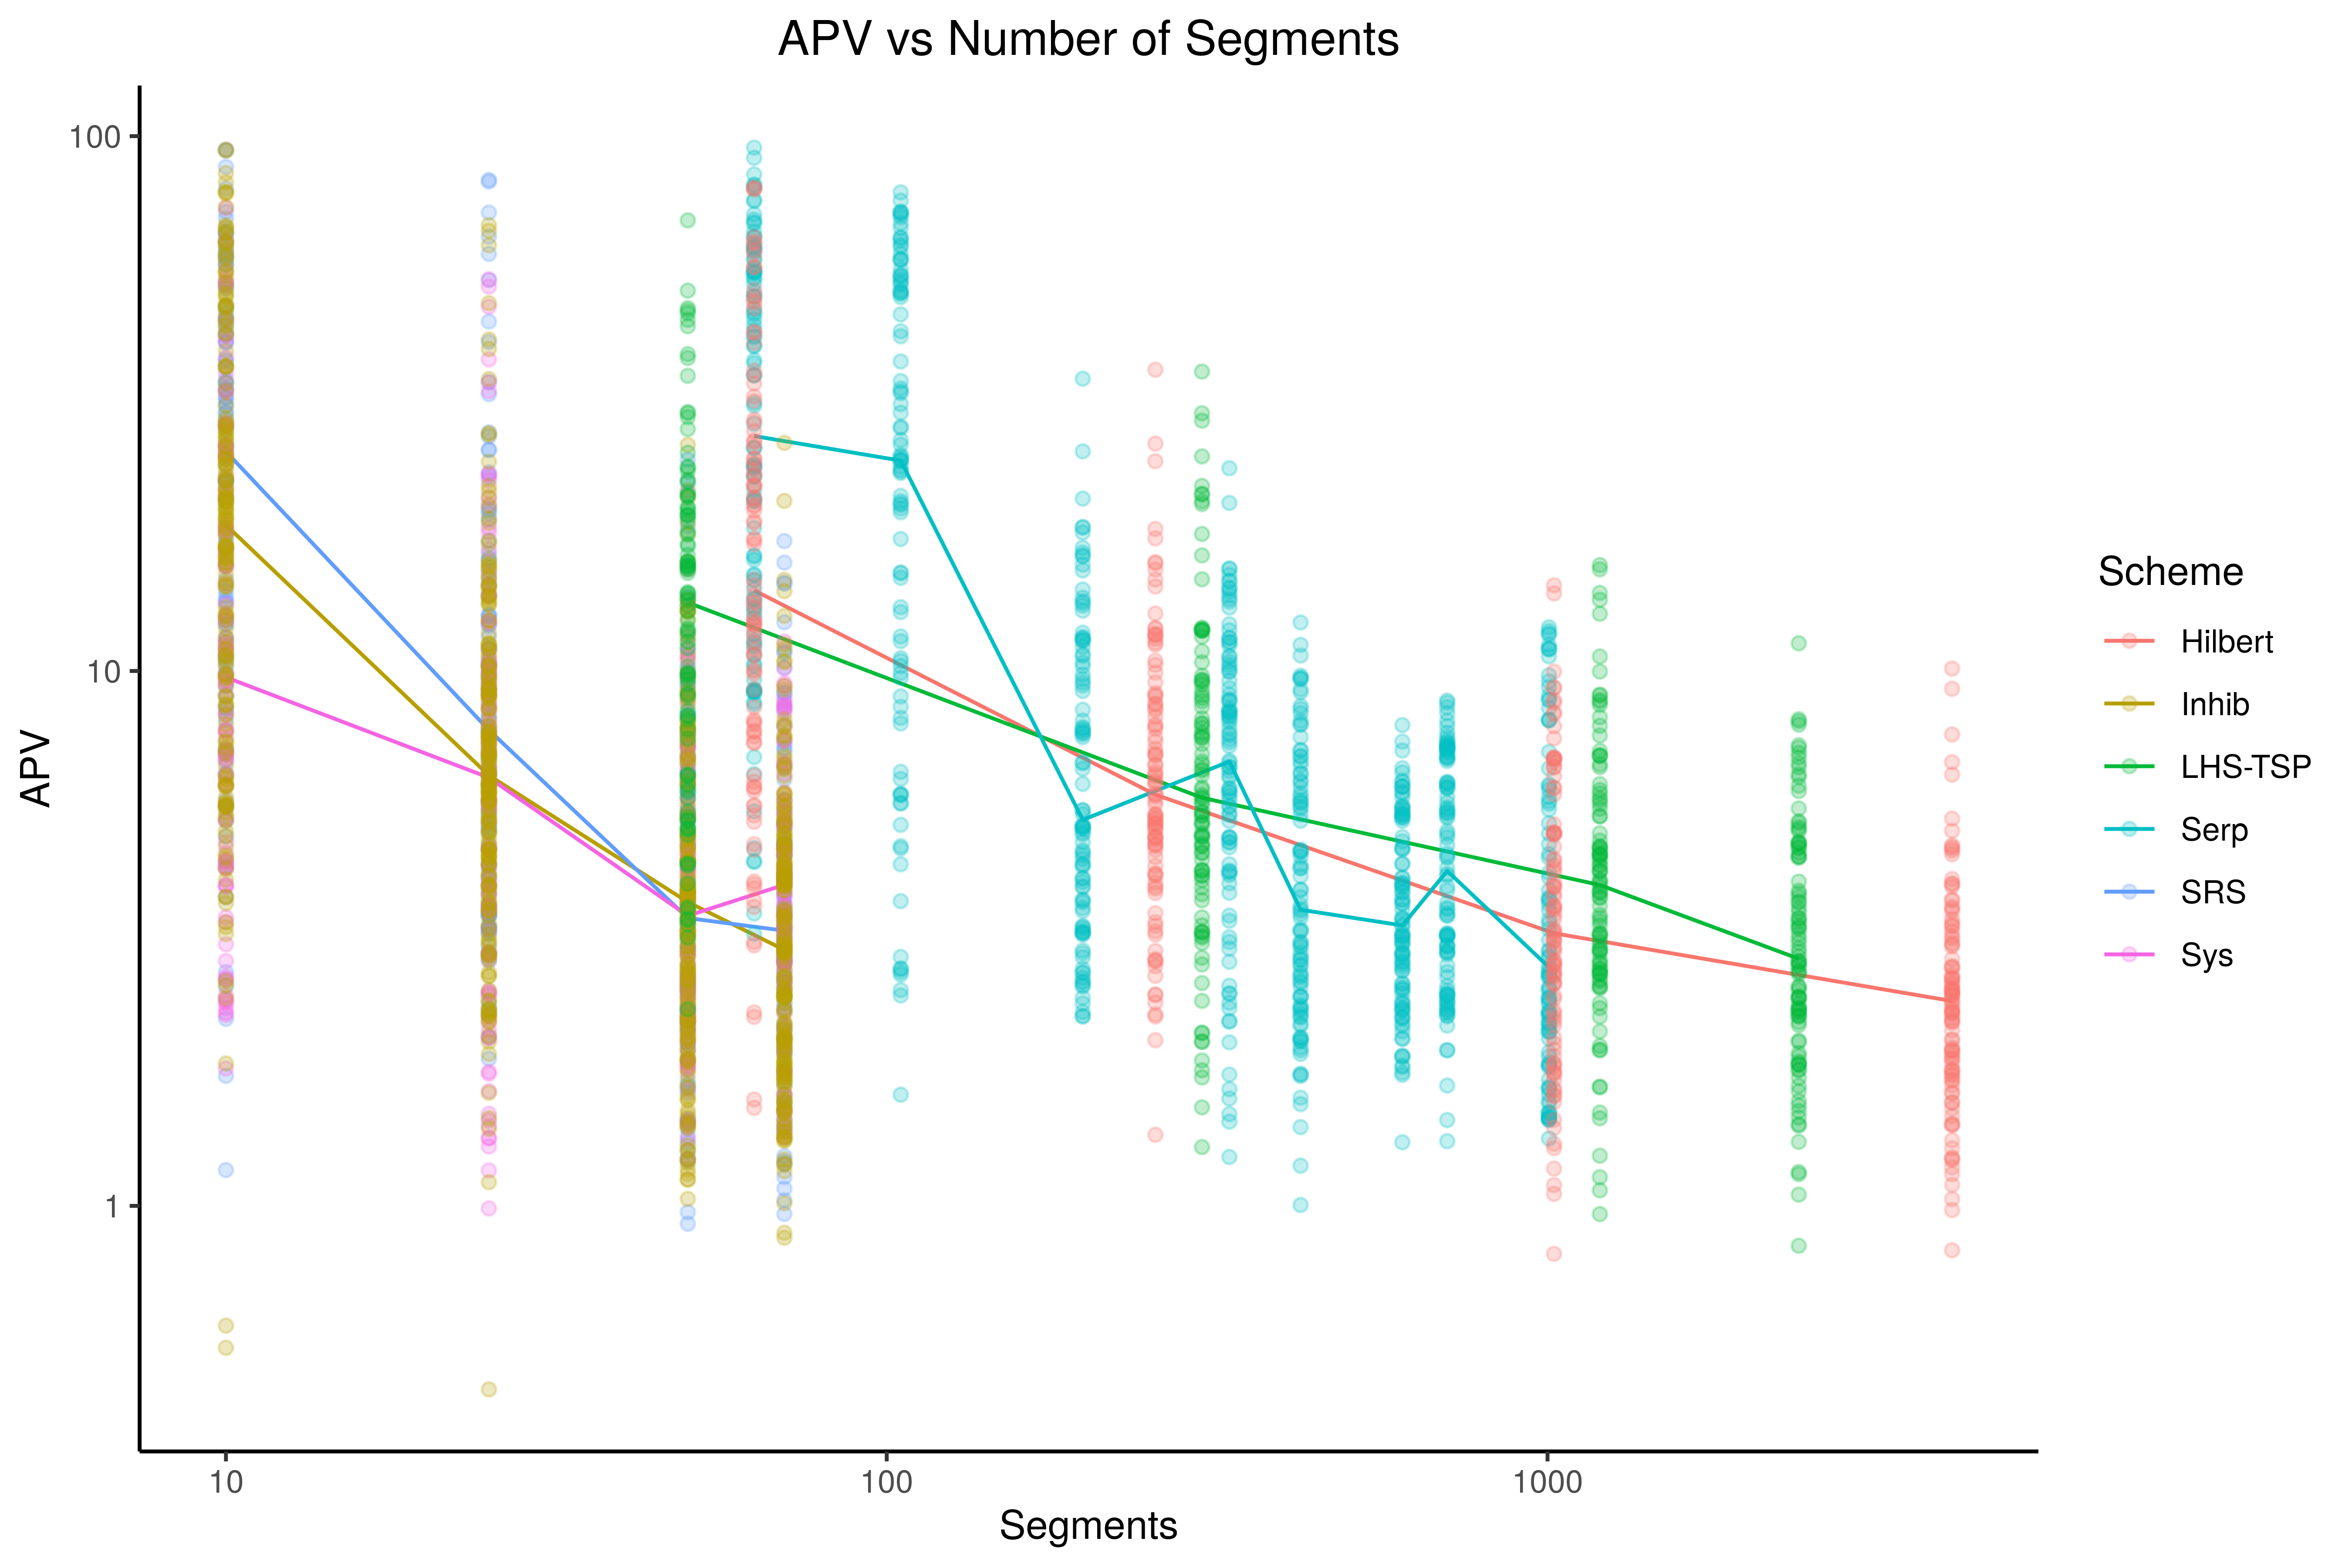 APV vs Number of Segments
100
10
1
APV
10
100
1000
Segments
Scheme
Hilbert
Inhib
LHS-TSP
Serp
SRS
Sys